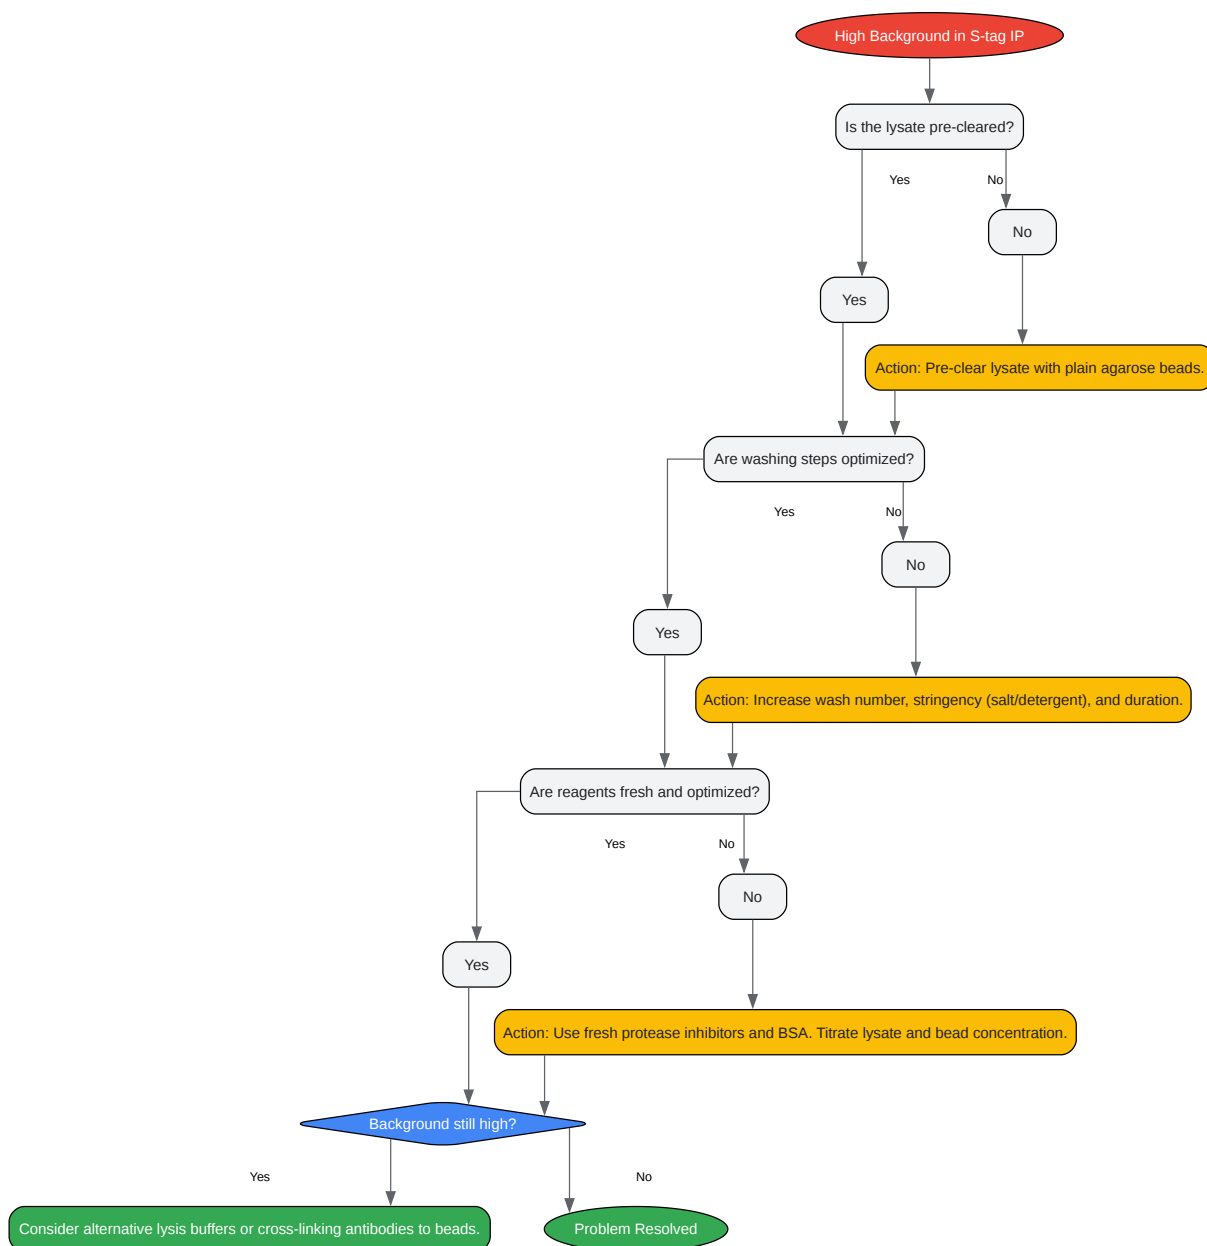 High Background in S-tag IP
Is the lysate pre-cleared?
Yes
No
No
Yes
Action: Pre-clear lysate with plain agarose beads.
Are washing steps optimized?
Yes
No
No
Yes
Action: Increase wash number, stringency (salt/detergent), and duration.
Are reagents fresh and optimized?
Yes
No
No
Yes
Action: Use fresh protease inhibitors and BSA. Titrate lysate and bead concentration.
Background still high?
Yes
No
Consider alternative lysis buffers or cross-linking antibodies to beads.
Problem Resolved